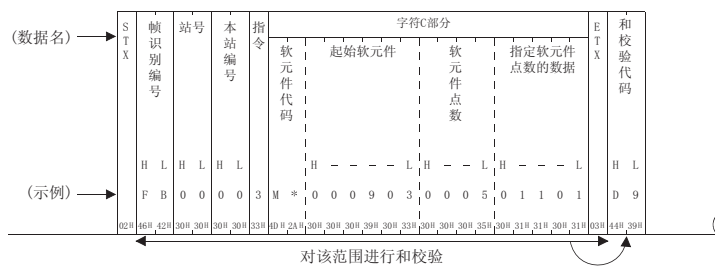 字符C部分
(数据名)
STX
帧识别编号
站号
本站编号
指令
软元件代码
起始软元件
软元件点数
指定软元件
点数的数据
ETX
和校验代码
H L H L H L H － － － － L H － － L H － － － L H L
(示例)
F B 0 0 0 0 3 M * 0 0 0 9 0 3 0 0 0 5 0 1 1 0 1 D 9
02H 46H 42H 30H 30H 30H 30H 33H 4DH 2AH 30H 30H 30H 39H 30H 33H 30H 30H 30H 35H 30H 31H 31H 30H 31H 03H 44H 39H
对该范围进行和校验